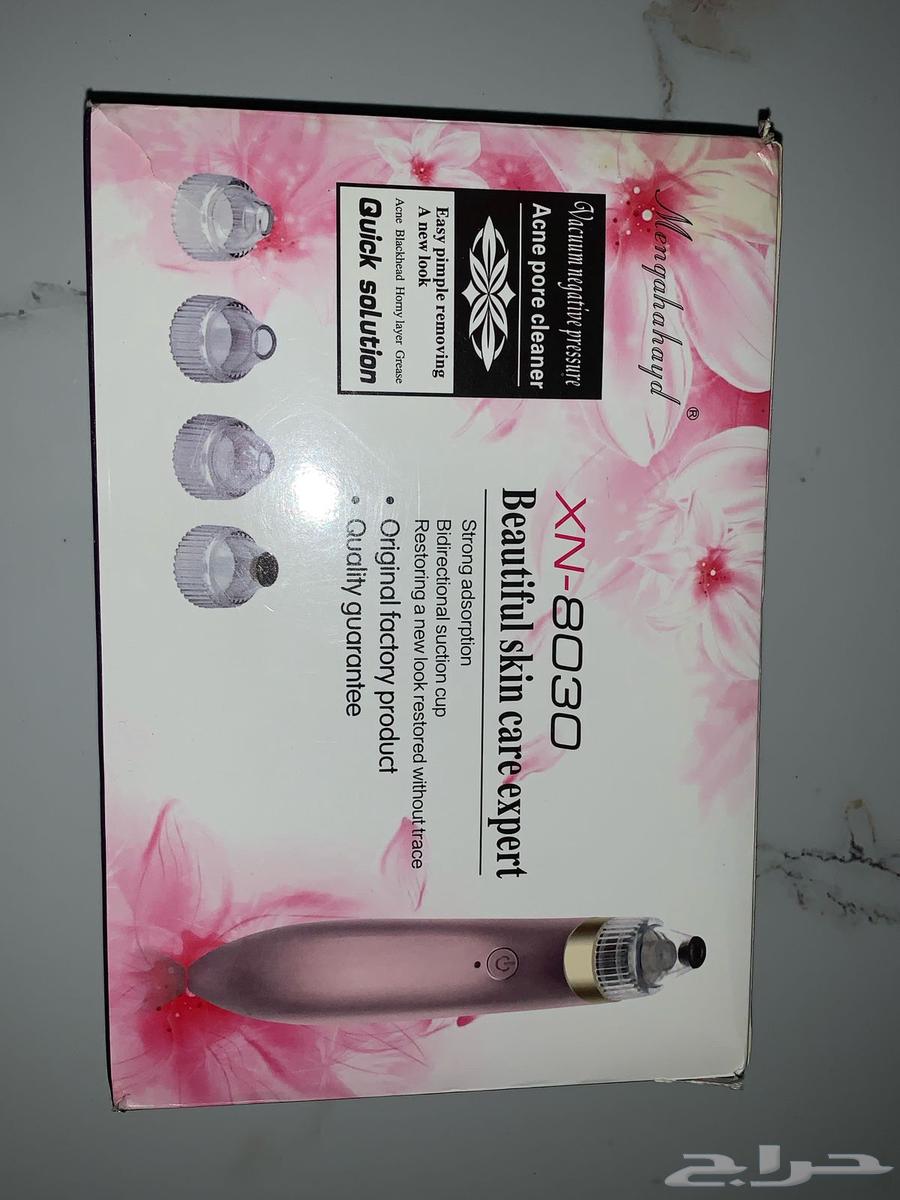 Mengahahayd ®
Vacuum negative pressure
Acne pore cleaner
Easy pimple removing
A new look
Acne Blackhead Horny layer Grease
Quick solution
XN-8030
Beautiful skin care expert
Strong adsorption
Bidirectional suction cup
Restoring a new look restored without trace
• Original factory product
• Quality guarantee
حراج